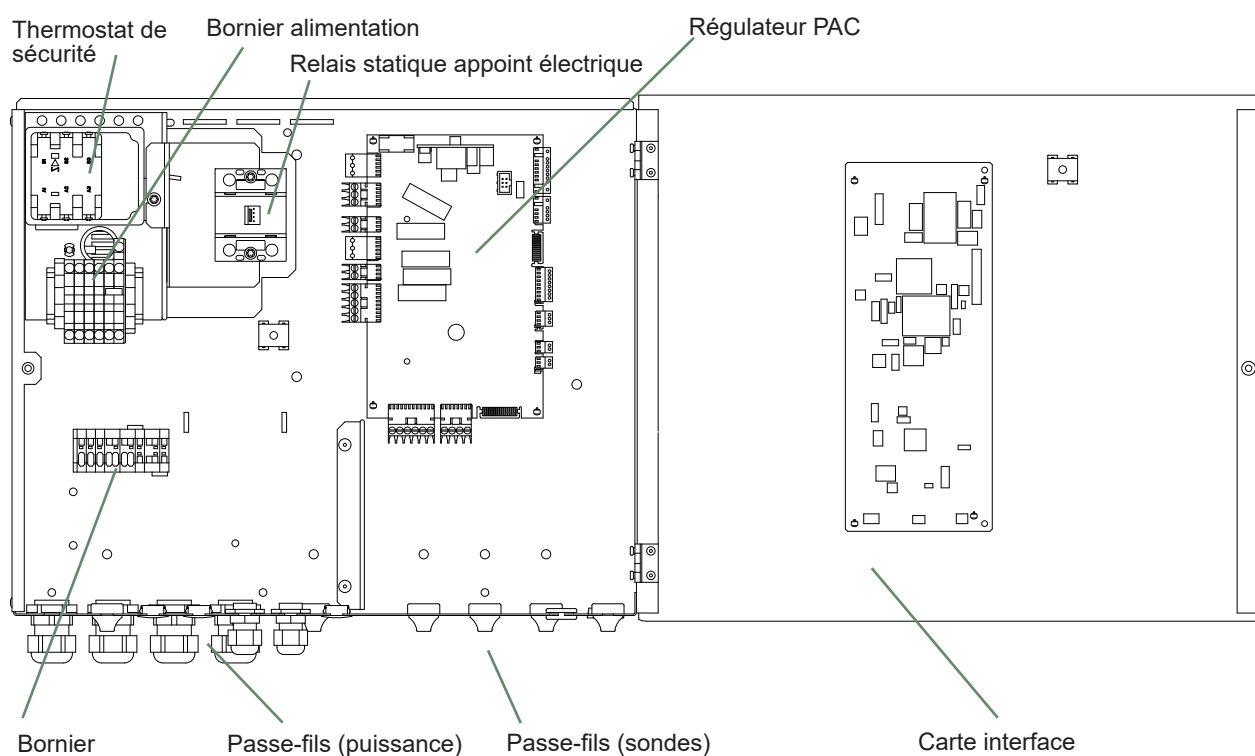 Thermostat de
sécurité
Bornier alimentation
Relais statique appoint électrique
Régulateur PAC
Bornier
Passe-fils (puissance)
Passe-fils (sondes)
Carte interface